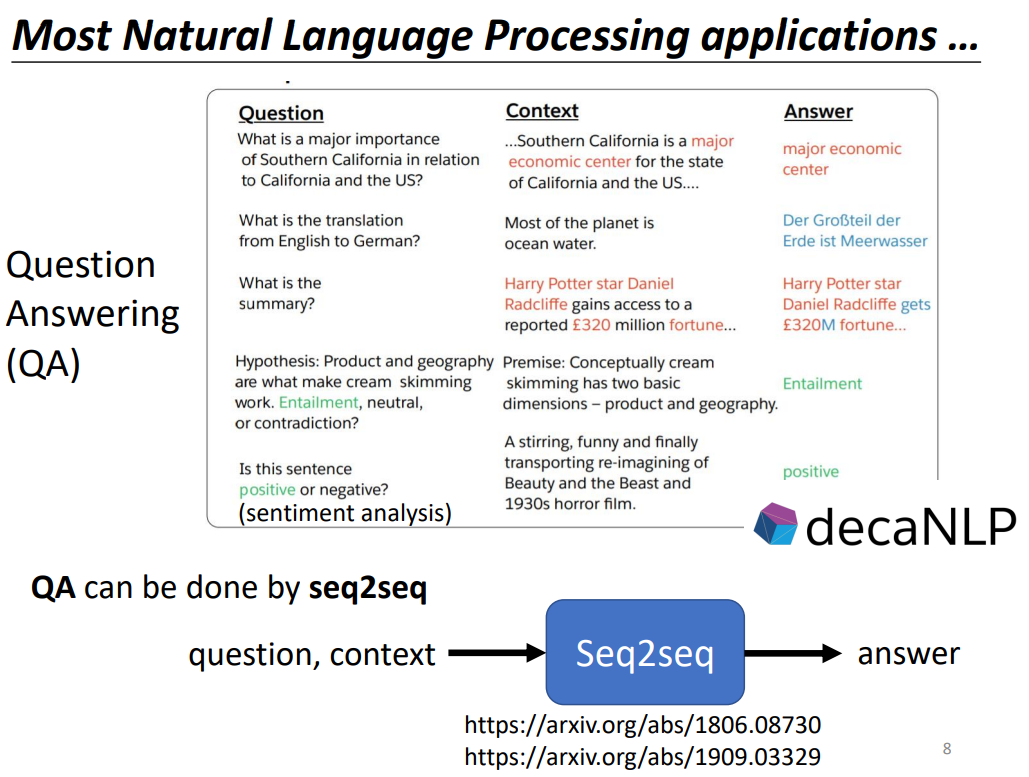 Most Natural Language Processing applications …
Question
Answering
(QA)
Question
What is a major importance
of Southern California in relation
to California and the US?
Context
...Southern California is a major
economic center for the state
of California and the US....
Answer
major economic
center
What is the translation
from English to German?
Most of the planet is
ocean water.
Der Großteil der
Erde ist Meerwasser
What is the
summary?
Harry Potter star Daniel
Radcliffe gains access to a
reported £320 million fortune...
Harry Potter star
Daniel Radcliffe gets
£320M fortune...
Hypothesis: Product and geography
are what make cream skimming
work. Entailment, neutral,
or contradiction?
Premise: Conceptually cream
skimming has two basic
dimensions – product and geography.
Entailment
Is this sentence
positive or negative?
(sentiment analysis)
A stirring, funny and finally
transporting re-imagining of
Beauty and the Beast and
1930s horror film.
positive
decaNLP
QA can be done by seq2seq
question, context
Seq2seq
answer
https://arxiv.org/abs/1806.08730
https://arxiv.org/abs/1909.03329
8